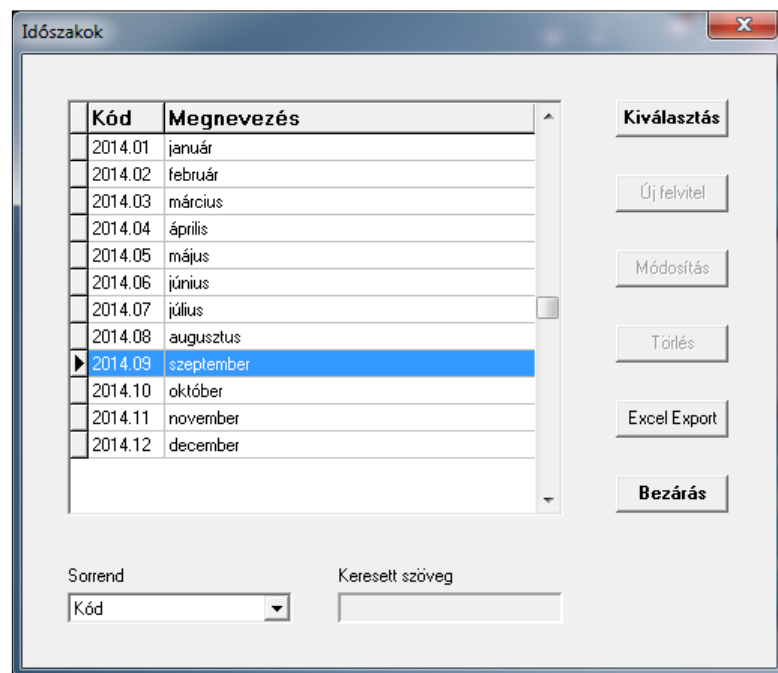 Időszakok
Kód Megnevezés
2014.01 január
2014.02 február
2014.03 március
2014.04 április
2014.05 május
2014.06 június
2014.07 július
2014.08 augusztus
2014.09 szeptember
2014.10 október
2014.11 november
2014.12 december
Kiválasztás
Új felvitel
Módosítás
Törlés
Excel Export
Bezárás
Sorrend
Kód
Keresett szöveg